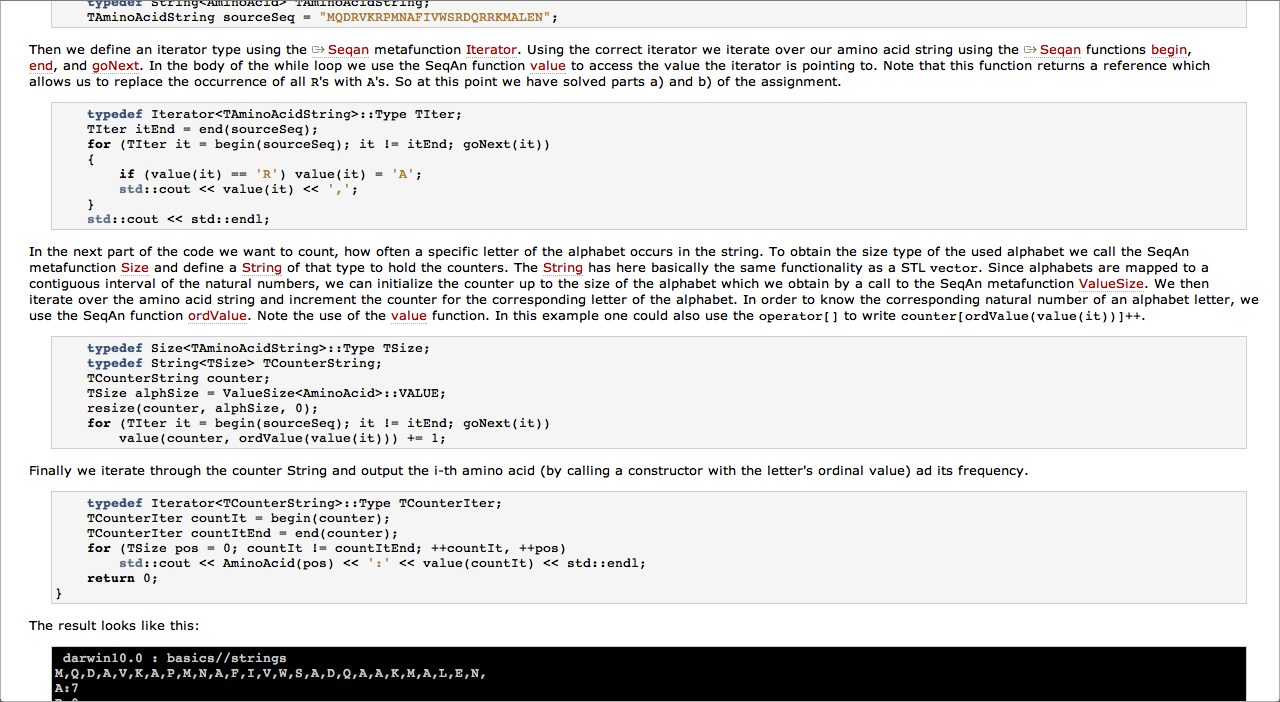 typedef String<AminoAcid> TAminoAcidString;
TAminoAcidString sourceSeq = "MQDRVKRPMNAFIVWSRDQRRKMALEN";
Then we define an iterator type using the Seqan metafunction Iterator. Using the correct iterator we iterate over our amino acid string using the Seqan functions begin,
end, and goNext. In the body of the while loop we use the SeqAn function value to access the value the iterator is pointing to. Note that this function returns a reference which
allows us to replace the occurrence of all R's with A's. So at this point we have solved parts a) and b) of the assignment.
typedef Iterator<TAminoAcidString>::Type TIter;
TIter itEnd = end(sourceSeq);
for (TIter it = begin(sourceSeq); it != itEnd; goNext(it))
{
if (value(it) == 'R') value(it) = 'A';
std::cout << value(it) << ',';
}
std::cout << std::endl;
In the next part of the code we want to count, how often a specific letter of the alphabet occurs in the string. To obtain the size type of the used alphabet we call the SeqAn
metafunction Size and define a String of that type to hold the counters. The String has here basically the same functionality as a STL vector. Since alphabets are mapped to a
contiguous interval of the natural numbers, we can initialize the counter up to the size of the alphabet which we obtain by a call to the SeqAn metafunction ValueSize. We then
iterate over the amino acid string and increment the counter for the corresponding letter of the alphabet. In order to know the corresponding natural number of an alphabet letter, we
use the SeqAn function ordValue. Note the use of the value function. In this example one could also use the operator[] to write counter[ordValue(value(it))]++.
typedef Size<TAminoAcidString>::Type TSize;
typedef String<TSize> TCounterString;
TCounterString counter;
TSize alphSize = ValueSize<AminoAcid>::VALUE;
resize(counter, alphSize, 0);
for (TIter it = begin(sourceSeq); it != itEnd; goNext(it))
value(counter, ordValue(value(it))) += 1;
Finally we iterate through the counter String and output the i-th amino acid (by calling a constructor with the letter's ordinal value) ad its frequency.
typedef Iterator<TCounterString>::Type TCounterIter;
TCounterIter countIt = begin(counter);
TCounterIter countItEnd = end(counter);
for (TSize pos = 0; countIt != countItEnd; ++countIt, ++pos)
std::cout << AminoAcid(pos) << ':' << value(countIt) << std::endl;
return 0;
}
The result looks like this:
darwin10.0 : basics//strings
M,Q,D,A,V,K,A,P,M,N,A,F,I,V,W,S,A,D,Q,A,A,K,M,A,L,E,N,
A:7